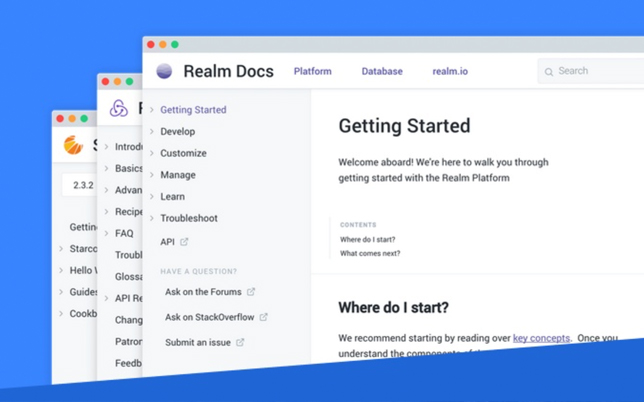 Realm Docs
Platform
Database
realm.io
Search
Getting Started
Develop
Customize
Manage
Learn
Troubleshoot
API
HAVE A QUESTION?
Ask on the Forums
Ask on StackOverflow
Submit an issue
Getting Started
Welcome aboard! We're here to walk you through
getting started with the Realm Platform
CONTENTS
Where do I start?
What comes next?
Where do I start?
We recommend starting by reading over key concepts. Once you
understand the
Introdu
Basics
Advan
Recipe
FAQ
Troubl
Glossa
API Re
Chang
Patror
Feedb
S
2.3.2
Gettin
Starco
Hello W
Guides
Cookb